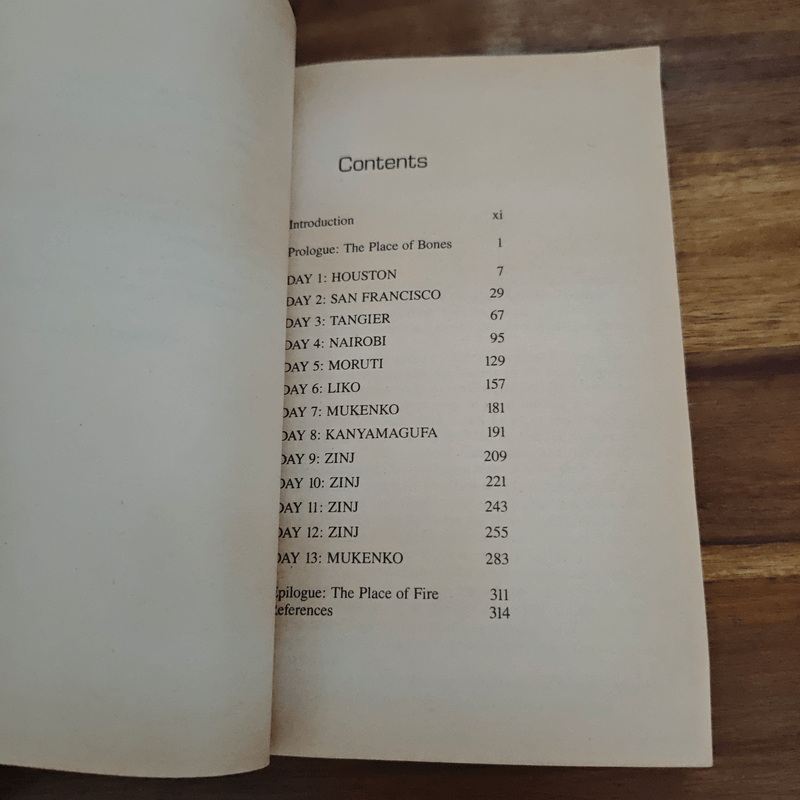 Contents
Introduction xi
Prologue: The Place of Bones 1
DAY 1: HOUSTON 7
DAY 2: SAN FRANCISCO 29
DAY 3: TANGIER 67
DAY 4: NAIROBI 95
DAY 5: MORUTI 129
DAY 6: LIKO 157
DAY 7: MUKENKO 181
DAY 8: KANYAMAGUFA 191
DAY 9: ZINJ 209
DAY 10: ZINJ 221
DAY 11: ZINJ 243
DAY 12: ZINJ 255
DAY 13: MUKENKO 283
Epilogue: The Place of Fire 311
References 314